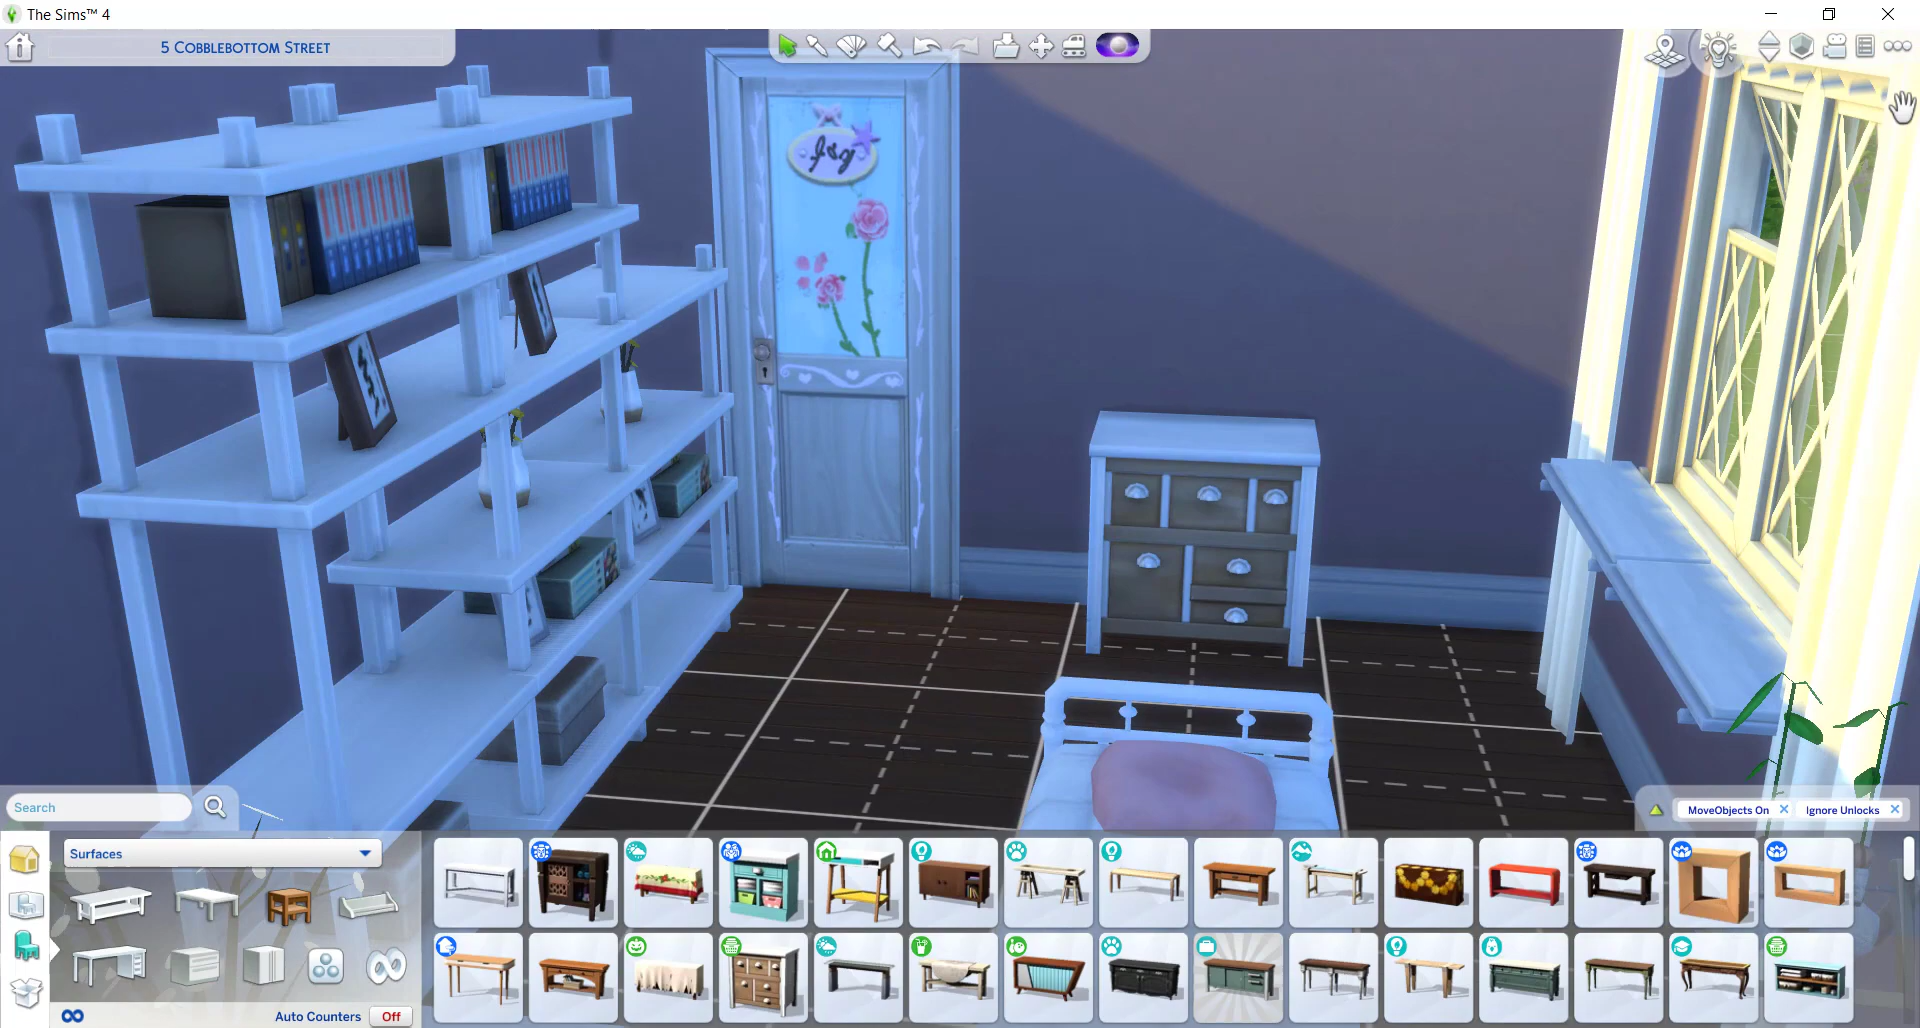 The Sims™ 4
5 Cobblebottom Street
Search
MoveObjects On
Ignore Unlocks
Surfaces
Auto Counters
Off